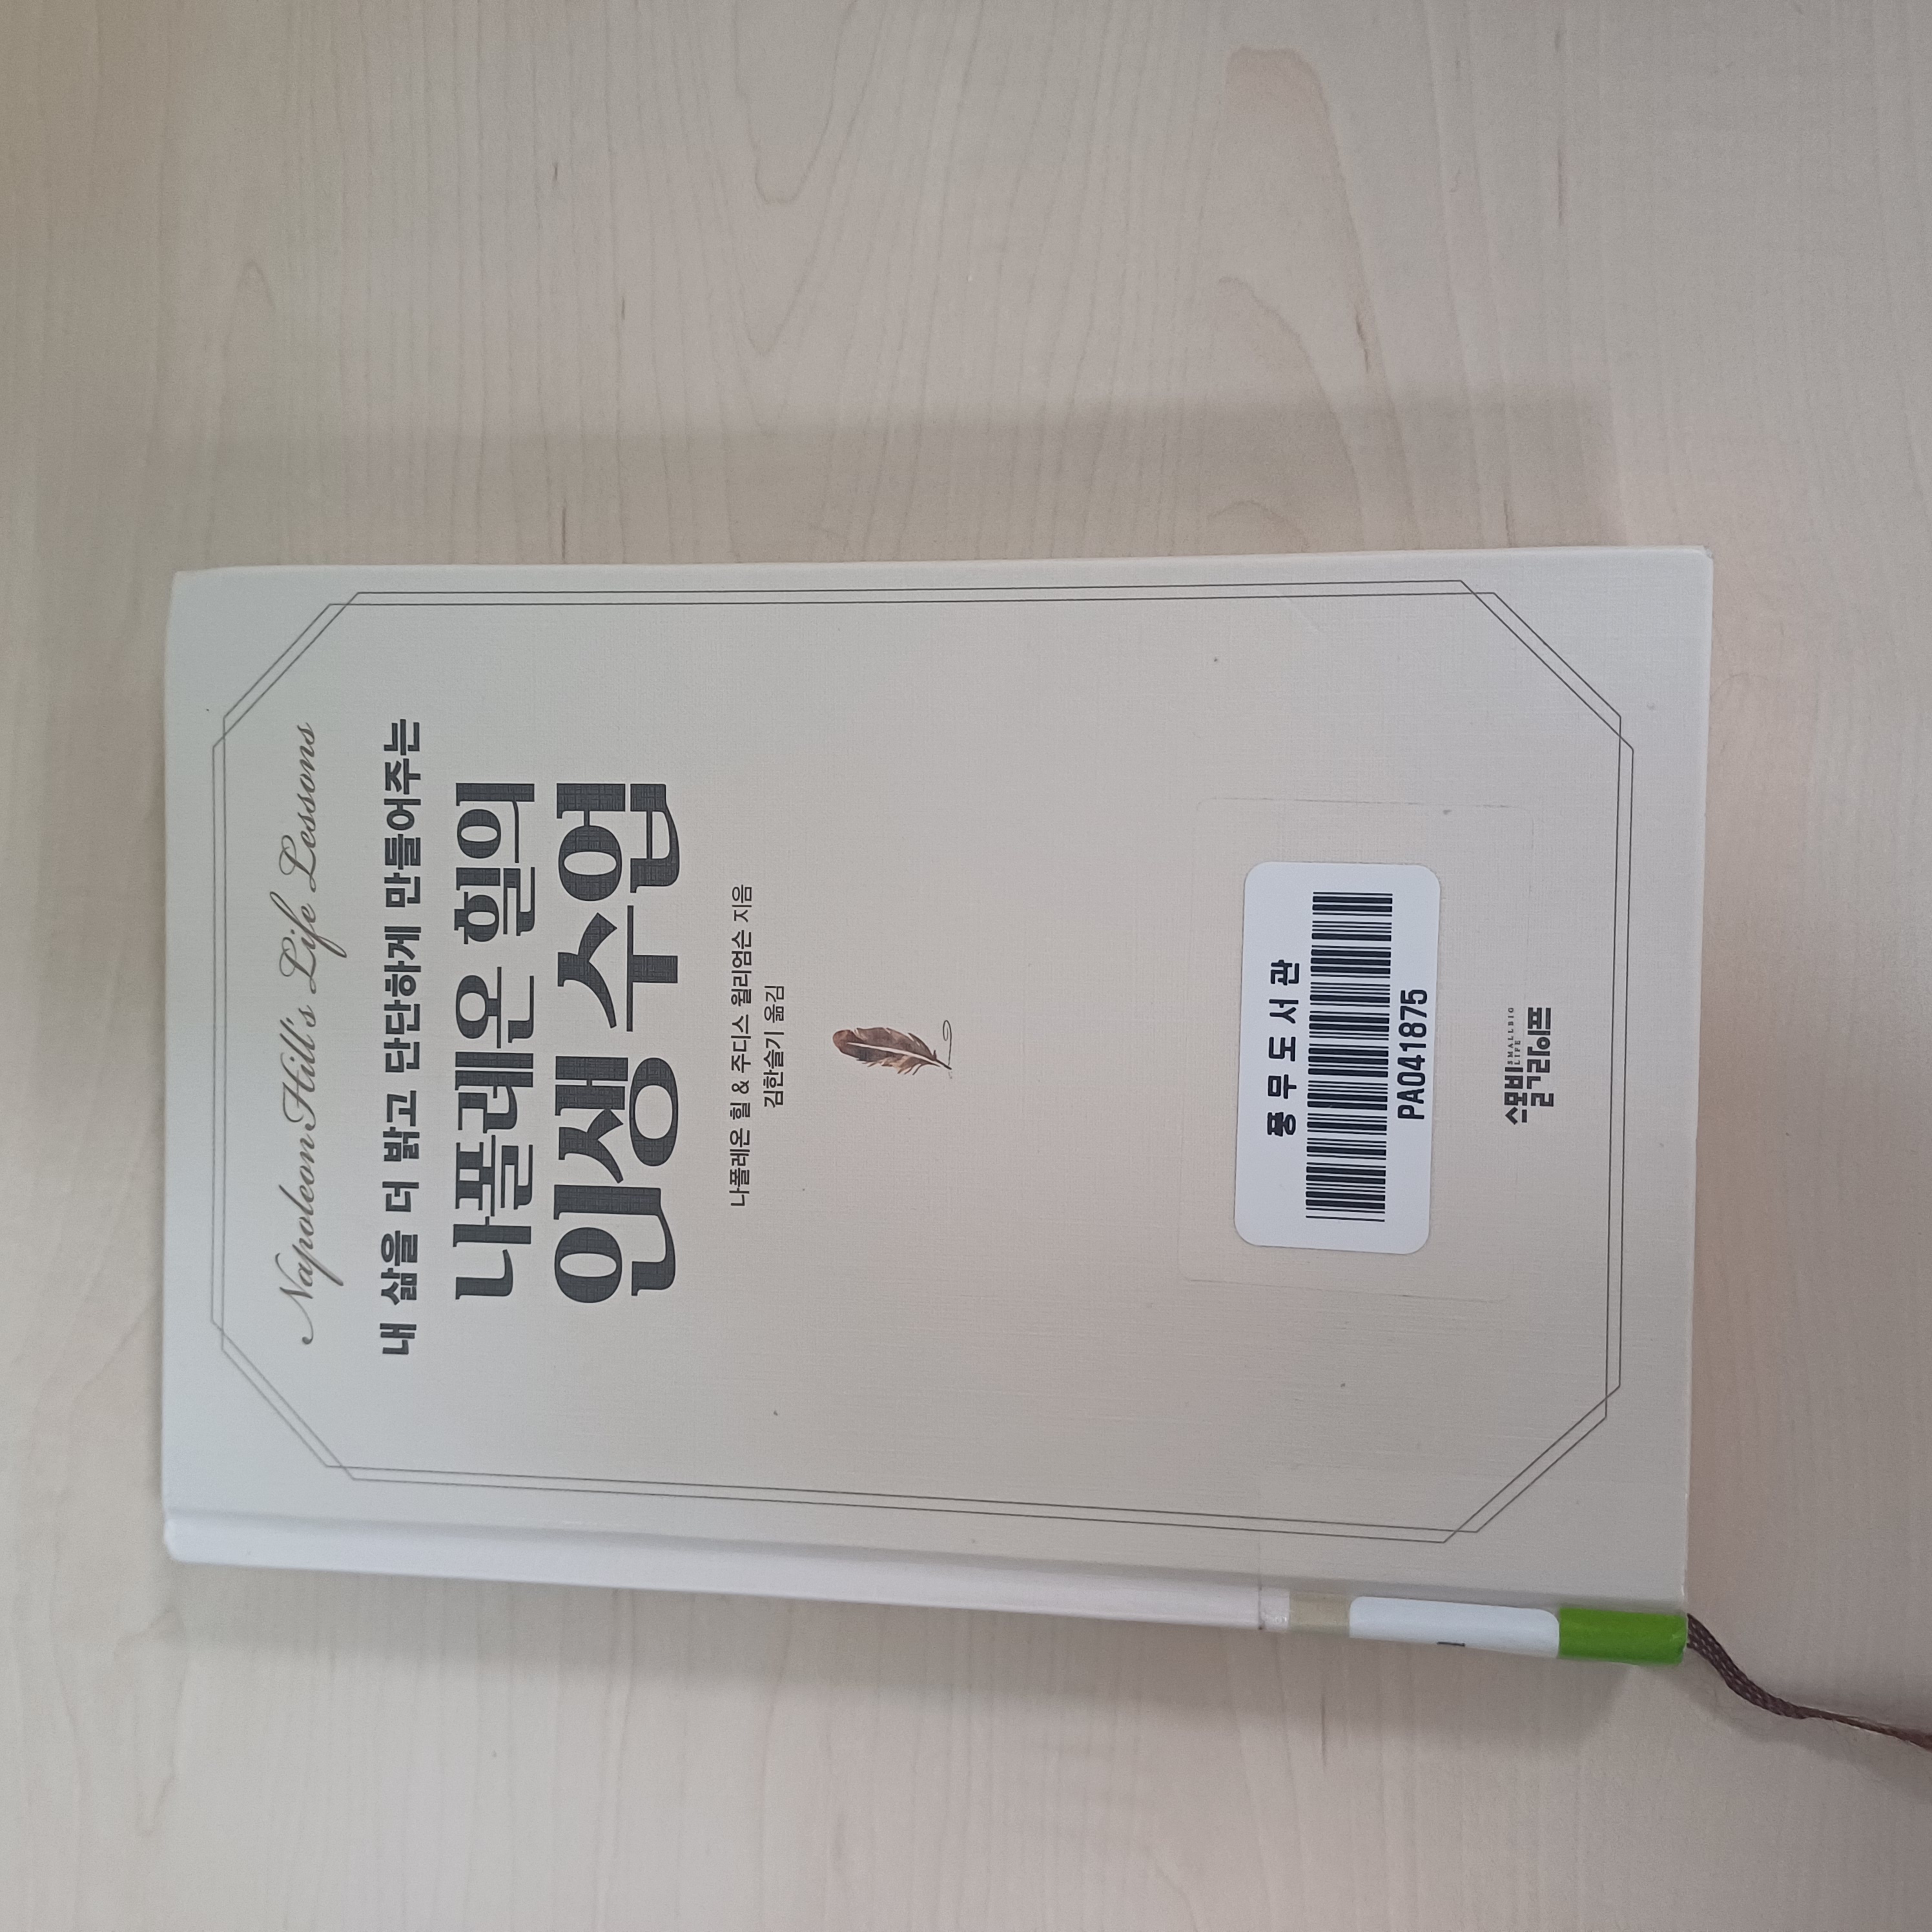 Napoleon Hill's Life Lessons
내 삶을 더 밝고 단단하게 만들어주는
나폴레온 힐의
인생 수업
나폴레온 힐 & 주디스 윌리엄슨 지음
김한슬기 옮김
풍무도서관
PA041875
스몰빅
SMALLBIG
LIFE
라이프